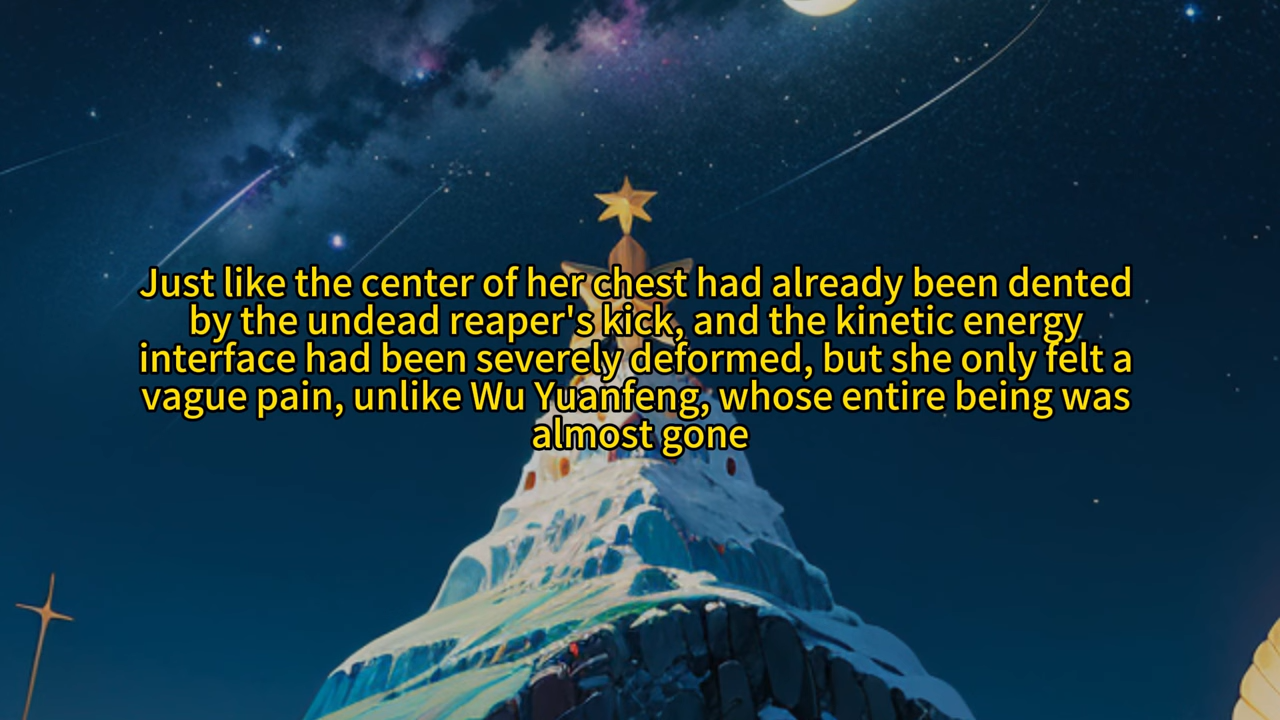 Just like the center of her chest had already been dented
by the undead reaper's kick, and the kinetic energy
interface had been severely deformed, but she only felt a
vague pain, unlike Wu Yuanfeng, whose entire being was
almost gone